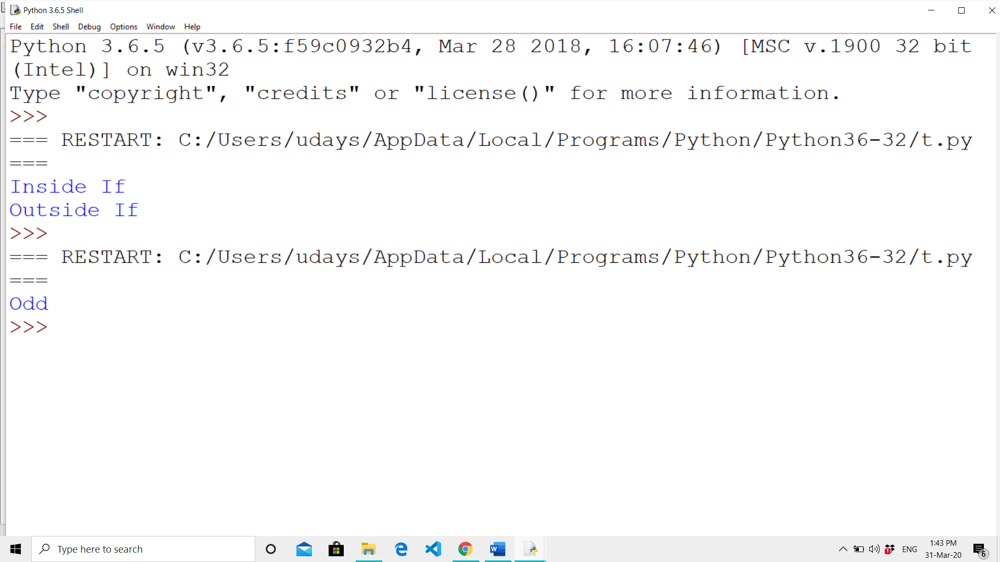 Python 3.6.5 Shell
File Edit Shell Debug Options Window Help
Python 3.6.5 (v3.6.5:f59c0932b4, Mar 28 2018, 16:07:46) [MSC v.1900 32 bit
(Intel)] on win32
Type "copyright", "credits" or "license()" for more information.
>>>
=== RESTART: C:/Users/udays/AppData/Local/Programs/Python/Python36-32/t.py
===
Inside If
Outside If
>>>
=== RESTART: C:/Users/udays/AppData/Local/Programs/Python/Python36-32/t.py
===
Odd
>>>
Type here to search
1
ENG
1:43 PM
31-Mar-20
6